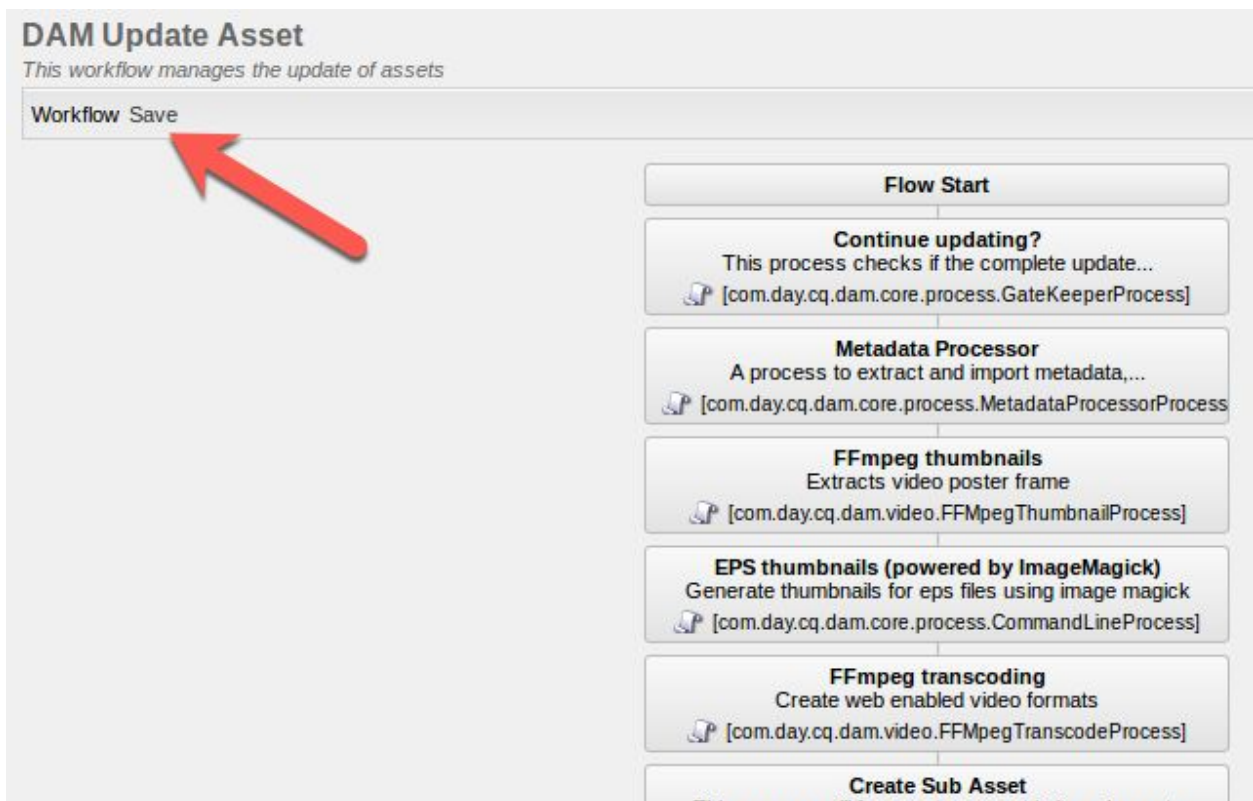 DAM Update Asset
This workflow manages the update of assets
Workflow Save
Flow Start
Continue updating?
This process checks if the complete update...
[com.day.cq.dam.core.process.GateKeeperProcess]
Metadata Processor
A process to extract and import metadata,...
[com.day.cq.dam.core.process.MetadataProcessorProcess
FFmpeg thumbnails
Extracts video poster frame
[com.day.cq.dam.video.FFMpegThumbnailProcess]
EPS thumbnails (powered by ImageMagick)
Generate thumbnails for eps files using image magick
[com.day.cq.dam.core.process.CommandLineProcess]
FFmpeg transcoding
Create web enabled video formats
[com.day.cq.dam.video.FFMpegTranscodeProcess]
Create Sub Asset